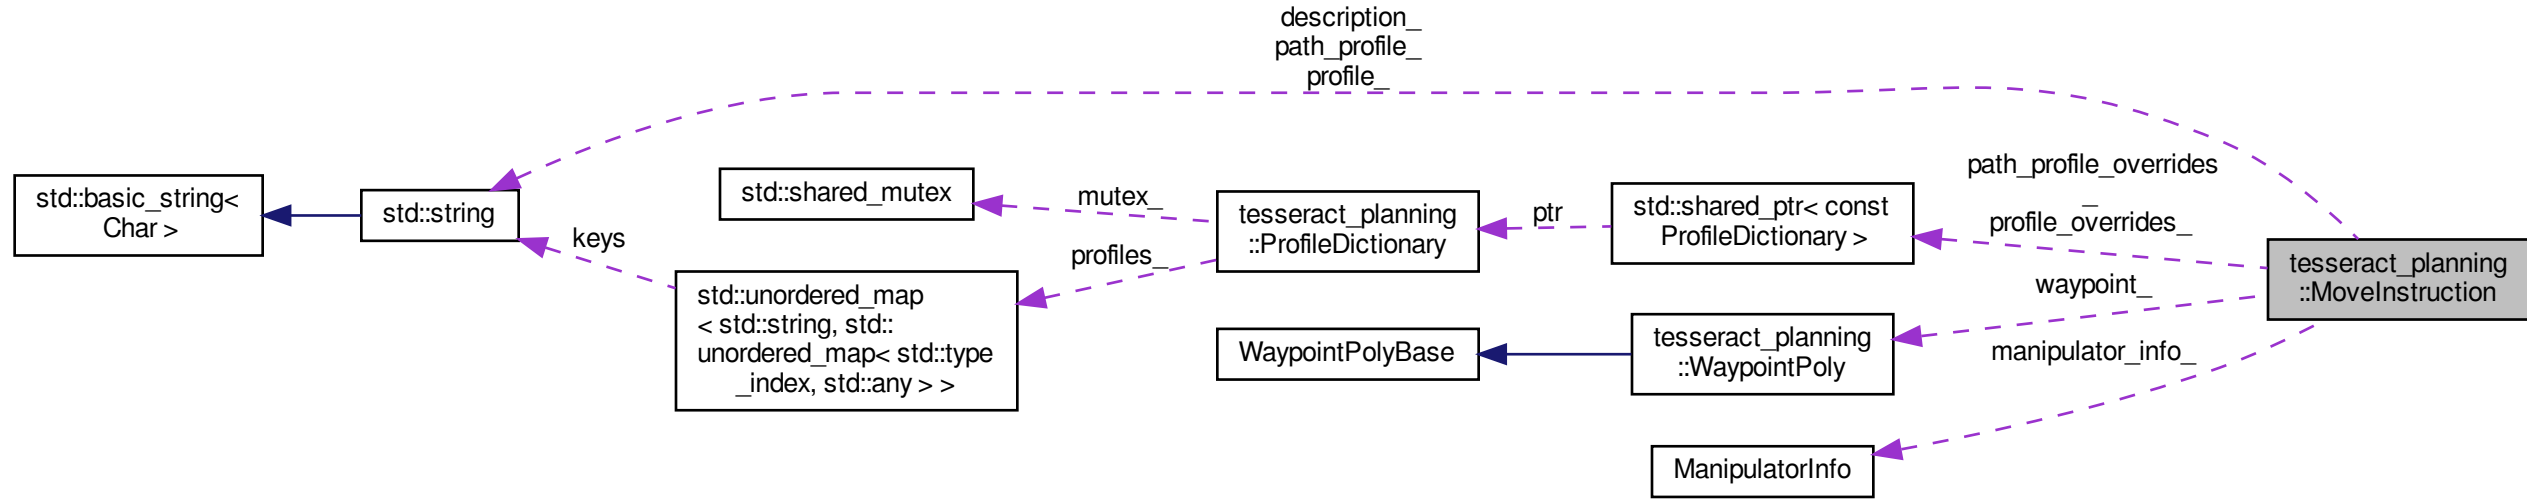 description_
path_profile_
profile_
std::basic_string<
Char >
std::string
keys
std::shared_mutex
std::unordered_map
< std::string, std::
unordered_map< std::type
_index, std::any > >
mutex_
profiles_
tesseract_planning
::ProfileDictionary
ptr
std::shared_ptr< const
ProfileDictionary >
WaypointPolyBase
tesseract_planning
::WaypointPoly
ManipulatorInfo
path_profile_overrides
_
profile_overrides_
waypoint_
manipulator_info_
tesseract_planning
::MoveInstruction